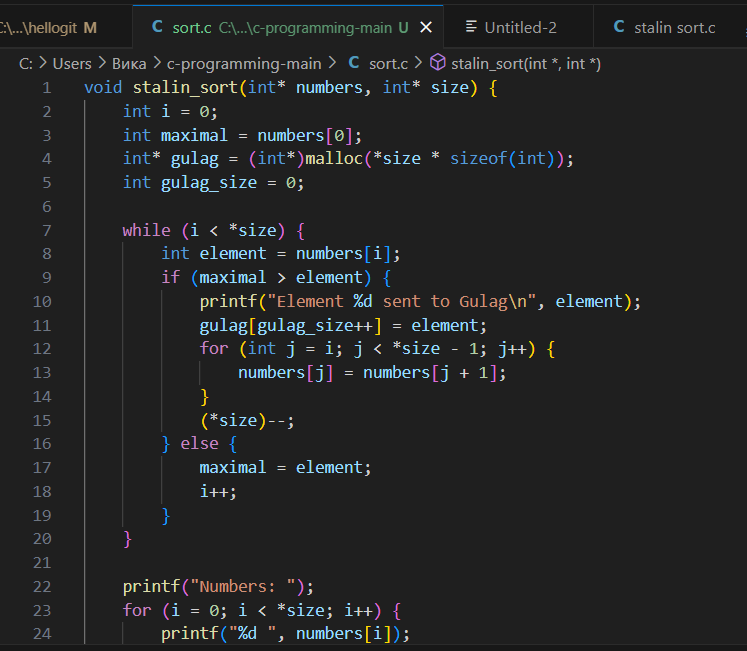 C:\...\hellogit M
C sort.c C:\...\c-programming-main U × ≡ Untitled-2 C stalin sort.c
C: > Users > Вика > c-programming-main > C sort.c > stalin_sort(int *, int *)
1 void stalin_sort(int* numbers, int* size) {
2     int i = 0;
3     int maximal = numbers[0];
4     int* gulag = (int*)malloc(*size * sizeof(int));
5     int gulag_size = 0;
6
7     while (i < *size) {
8         int element = numbers[i];
9         if (maximal > element) {
10             printf("Element %d sent to Gulag\n", element);
11             gulag[gulag_size++] = element;
12             for (int j = i; j < *size - 1; j++) {
13                 numbers[j] = numbers[j + 1];
14             }
15             (*size)--;
16         } else {
17             maximal = element;
18             i++;
19         }
20     }
21
22     printf("Numbers: ");
23     for (i = 0; i < *size; i++) {
24         printf("%d ", numbers[i]);